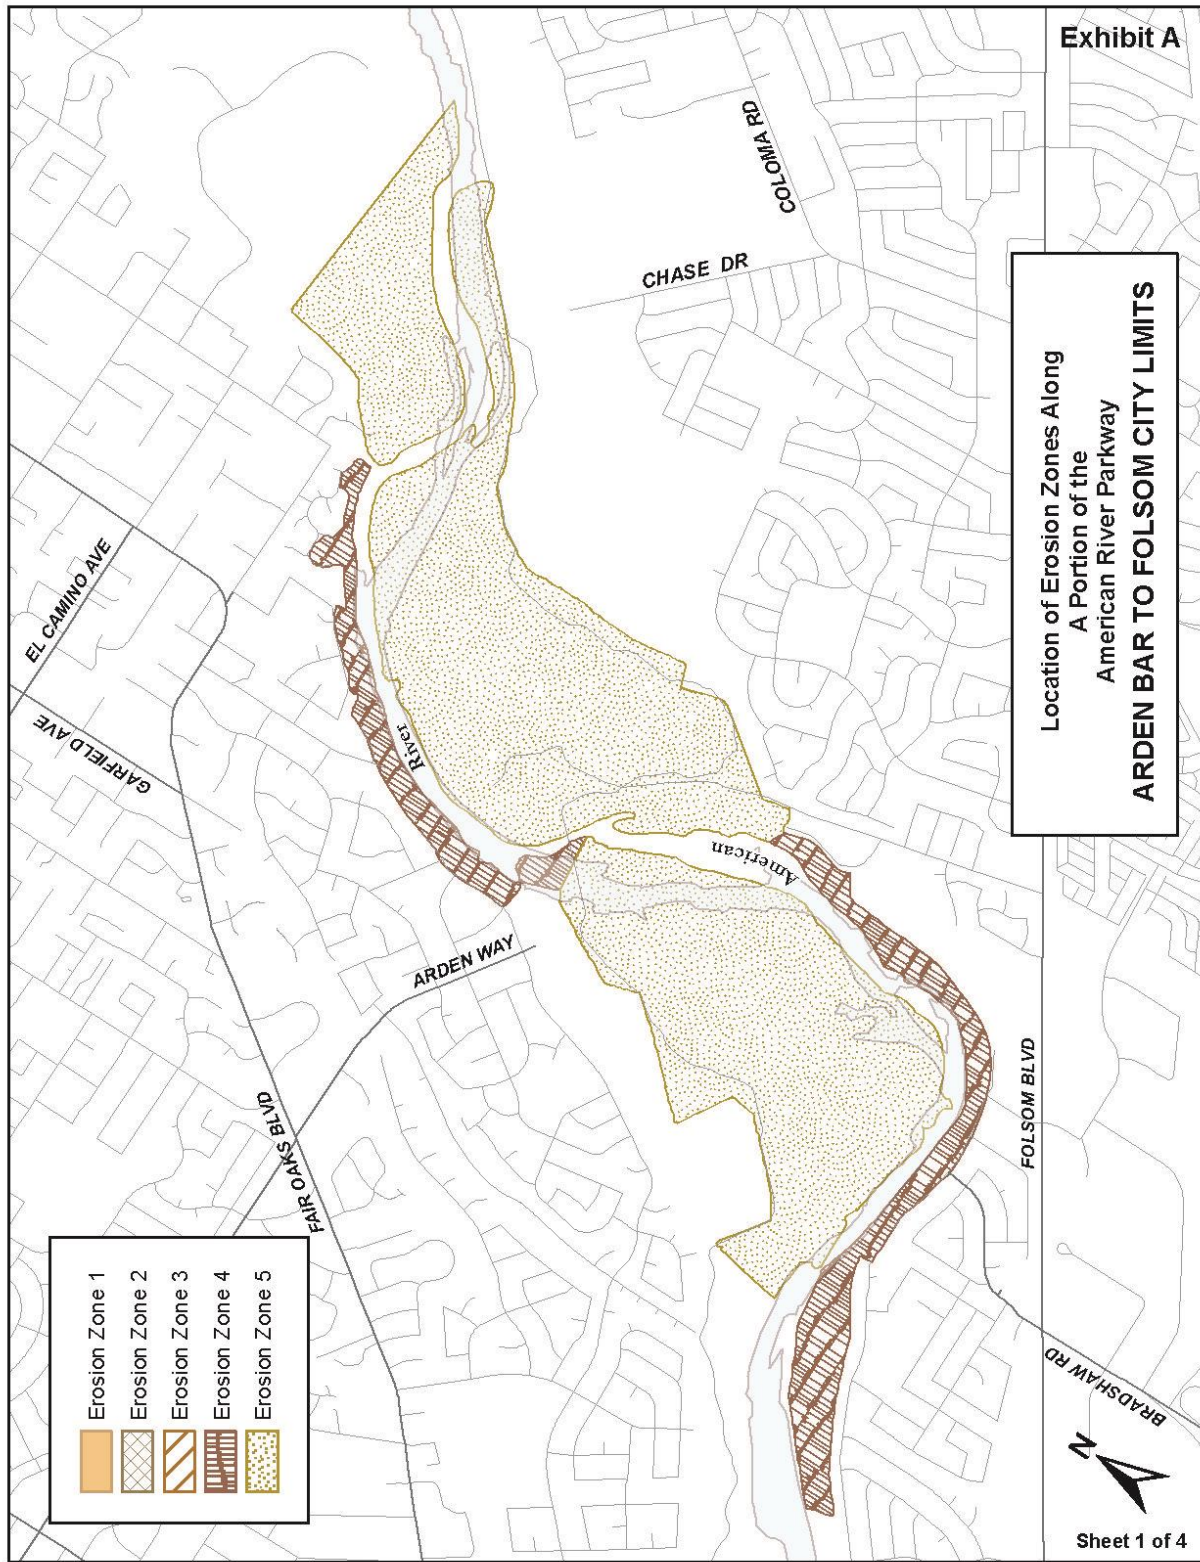 Exhibit A
COLOMA RD
CHASE DR
EL CAMINO AVE
GARFIELD AVE
River
American
ARDEN WAY
FAIR OAKS BLVD
FOLSOM BLVD
BRADSHAW RD
Location of Erosion Zones Along
A Portion of the
American River Parkway
ARDEN BAR TO FOLSOM CITY LIMITS
Erosion Zone 1
Erosion Zone 2
Erosion Zone 3
Erosion Zone 4
Erosion Zone 5
N
Sheet 1 of 4